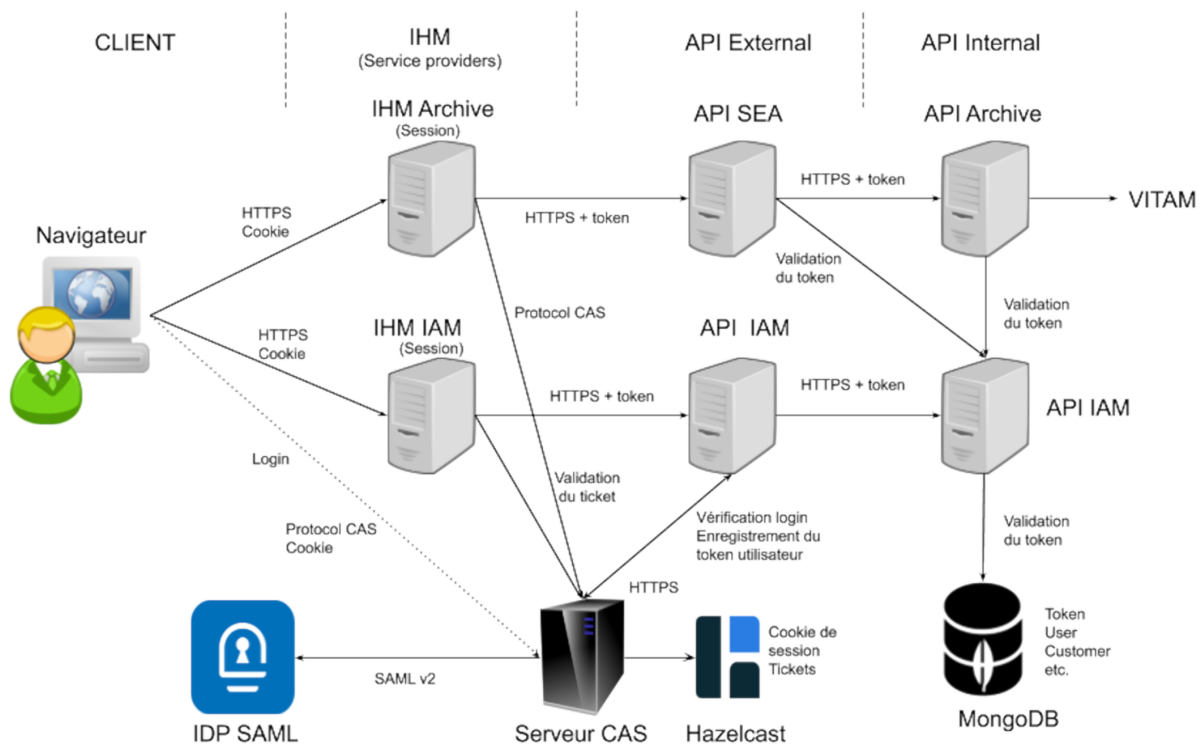 CLIENT
IHM
(Service providers)
API External
API Internal
IHM Archive
(Session)
API SEA
API Archive
HTTPS
Cookie
HTTPS + token
HTTPS + token
VITAM
Navigateur
Validation
du token
Validation
du token
Protocol CAS
HTTPS
Cookie
IHM IAM
(Session)
API IAM
HTTPS + token
HTTPS + token
API IAM
Login
Validation
du ticket
Protocol CAS
Cookie
Vérification login
Enregistrement du
token utilisateur
Validation
du token
HTTPS
SAML v2
Cookie de
session
Tickets
Token
User
Customer
etc.
IDP SAML
Serveur CAS
Hazelcast
MongoDB